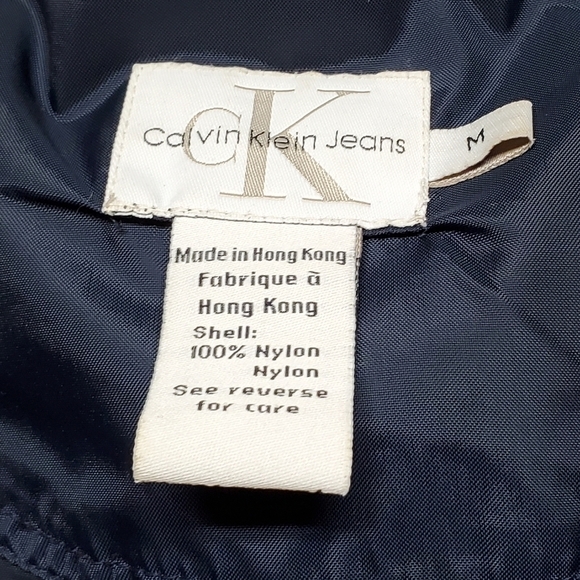 cK
Calvin Klein Jeans
M
Made in Hong Kong
Fabrique à
Hong Kong
Shell:
100% Nylon
Nylon
See reverse
for care